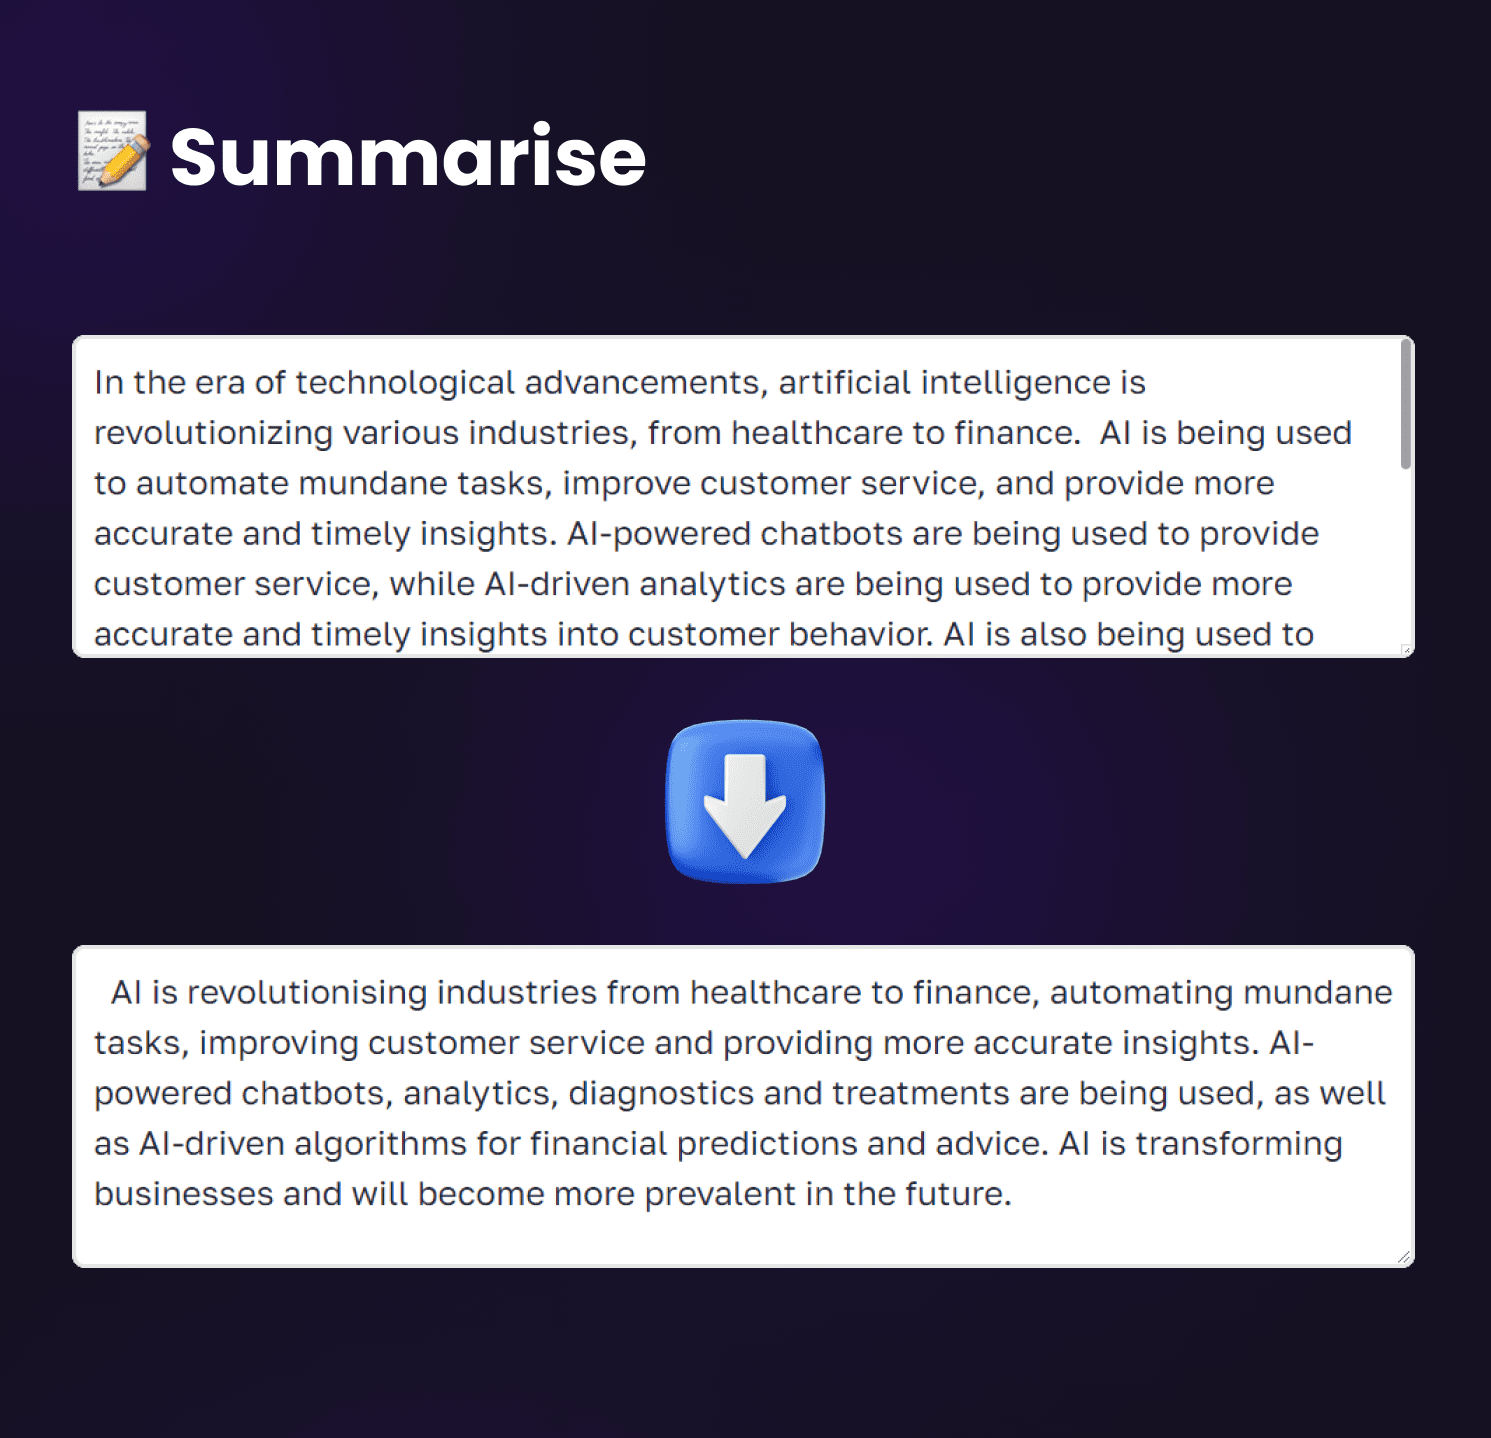 Summarise
In the era of technological advancements, artificial intelligence is
revolutionizing various industries, from healthcare to finance.  AI is being used
to automate mundane tasks, improve customer service, and provide more
accurate and timely insights. AI-powered chatbots are being used to provide
customer service, while AI-driven analytics are being used to provide more
accurate and timely insights into customer behavior. AI is also being used to
AI is revolutionising industries from healthcare to finance, automating mundane
tasks, improving customer service and providing more accurate insights. AI-
powered chatbots, analytics, diagnostics and treatments are being used, as well
as AI-driven algorithms for financial predictions and advice. AI is transforming
businesses and will become more prevalent in the future.